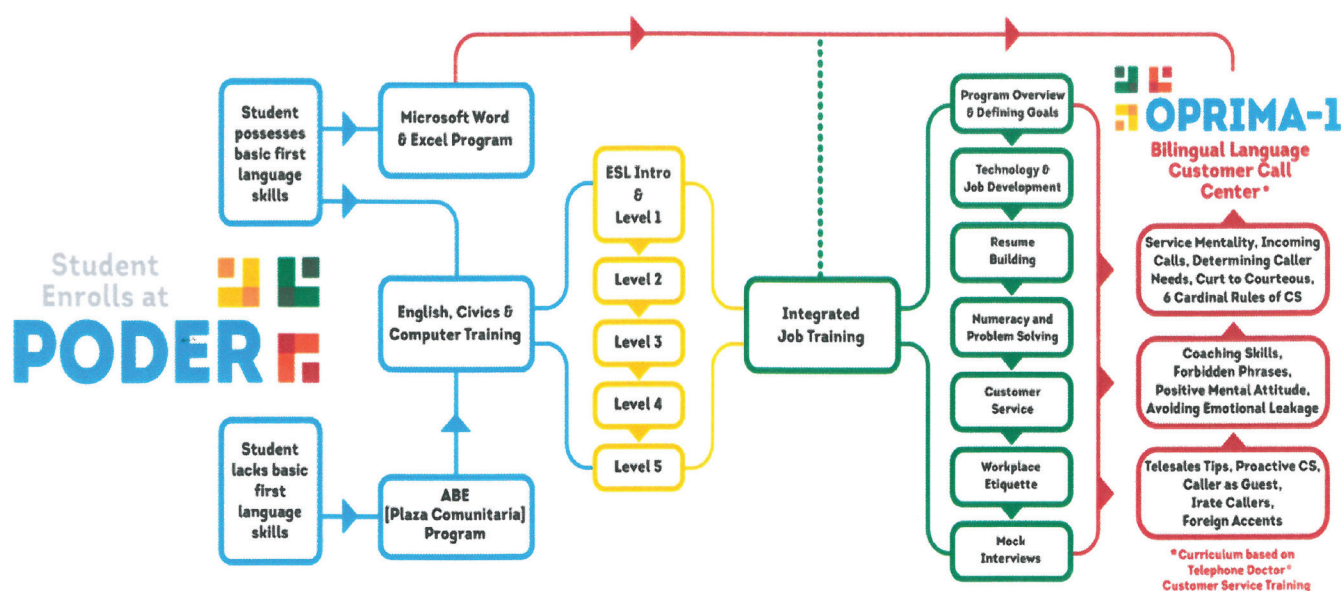 Student
Enrolls at
PODER
Student
possesses
basic first
language
skills
Student
lacks basic
first
language
skills
Microsoft Word
& Excel Program
English, Civics &
Computer Training
ABE
[Plaza Comunitaria]
Program
ESL Intro
&
Level 1
Level 2
Level 3
Level 4
Level 5
Integrated
Job Training
Program Overview
& Defining Goals
Technology &
Job Development
Resume
Building
Numeracy and
Problem Solving
Customer
Service
Workplace
Etiquette
Mock
Interviews
OPRIMA-1
Bilingual Language
Customer Call
Center*
Service Mentality, Incoming
Calls, Determining Caller
Needs, Curt to Courteous,
6 Cardinal Rules of CS
Coaching Skills,
Forbidden Phrases,
Positive Mental Attitude,
Avoiding Emotional Leakage
Telesales Tips, Proactive CS,
Caller as Guest,
Irate Callers,
Foreign Accents
*Curriculum based on
Telephone Doctor®
Customer Service Training